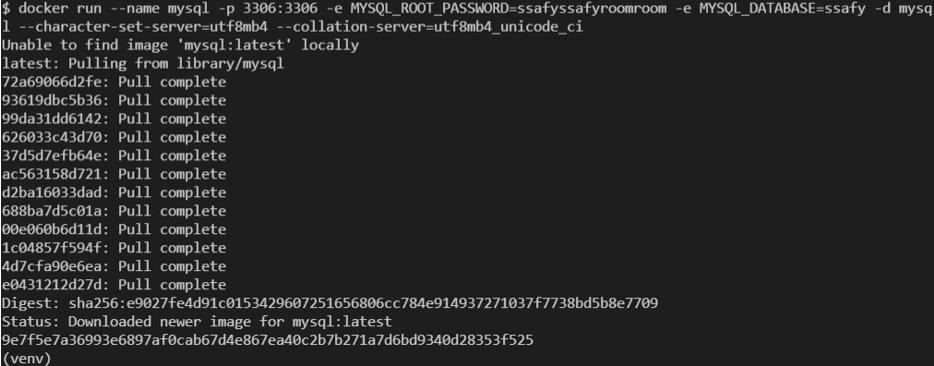 $ docker run --name mysql -p 3306:3306 -e MYSQL_ROOT_PASSWORD=ssafyssafyroomroom -e MYSQL_DATABASE=ssafy -d mysq
l --character-set-server=utf8mb4 --collation-server=utf8mb4_unicode_ci
Unable to find image 'mysql:latest' locally
latest: Pulling from library/mysql
72a69066d2fe: Pull complete
93619dbc5b36: Pull complete
99da31dd6142: Pull complete
626033c43d70: Pull complete
37d5d7efb64e: Pull complete
ac563158d721: Pull complete
d2ba16033dad: Pull complete
688ba7d5c01a: Pull complete
00e060b6d11d: Pull complete
1c04857f594f: Pull complete
4d7cfa90e6ea: Pull complete
e0431212d27d: Pull complete
Digest: sha256:e9027fe4d91c0153429607251656806cc784e914937271037f7738bd5b8e7709
Status: Downloaded newer image for mysql:latest
9e7f5e7a36993e6897af0cab67d4e867ea40c2b7b271a7d6bd9340d28353f525
(venv)